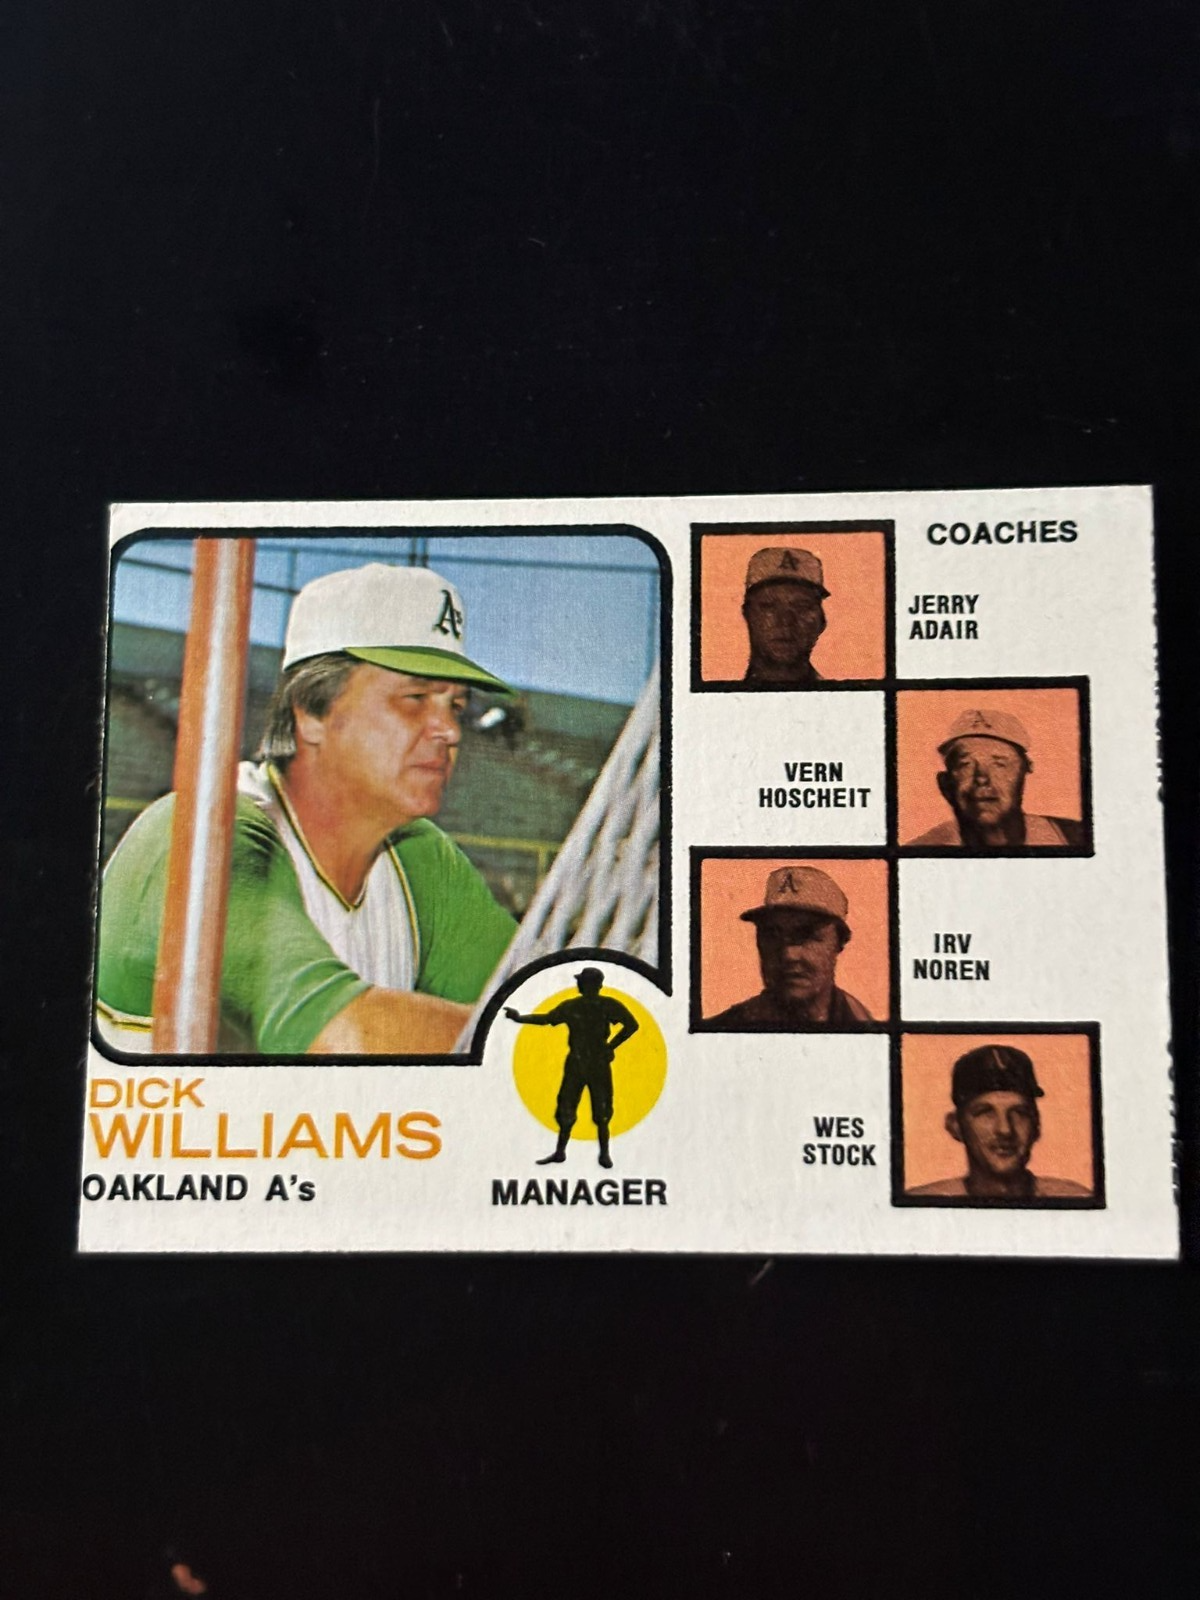 COACHES
JERRY
ADAIR
VERN
HOSCHEIT
IRV
NOREN
WES
STOCK
A's
A
A
A
DICK
WILLIAMS
OAKLAND A's
MANAGER